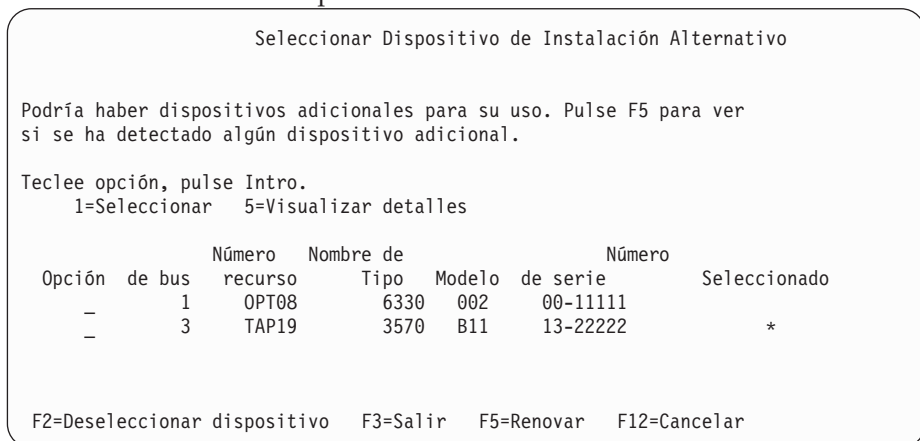 Seleccionar Dispositivo de Instalación Alternativo
Podría haber dispositivos adicionales para su uso. Pulse F5 para ver
si se ha detectado algún dispositivo adicional.
Teclee opción, pulse Intro.
1=Seleccionar 5=Visualizar detalles
Número Nombre de Número
Opción de bus recurso Tipo Modelo de serie Seleccionado
_ 1 OPT08 6330 002 00-11111
_ 3 TAP19 3570 B11 13-22222 *
F2=Deseleccionar dispositivo F3=Salir F5=Renovar F12=Cancelar